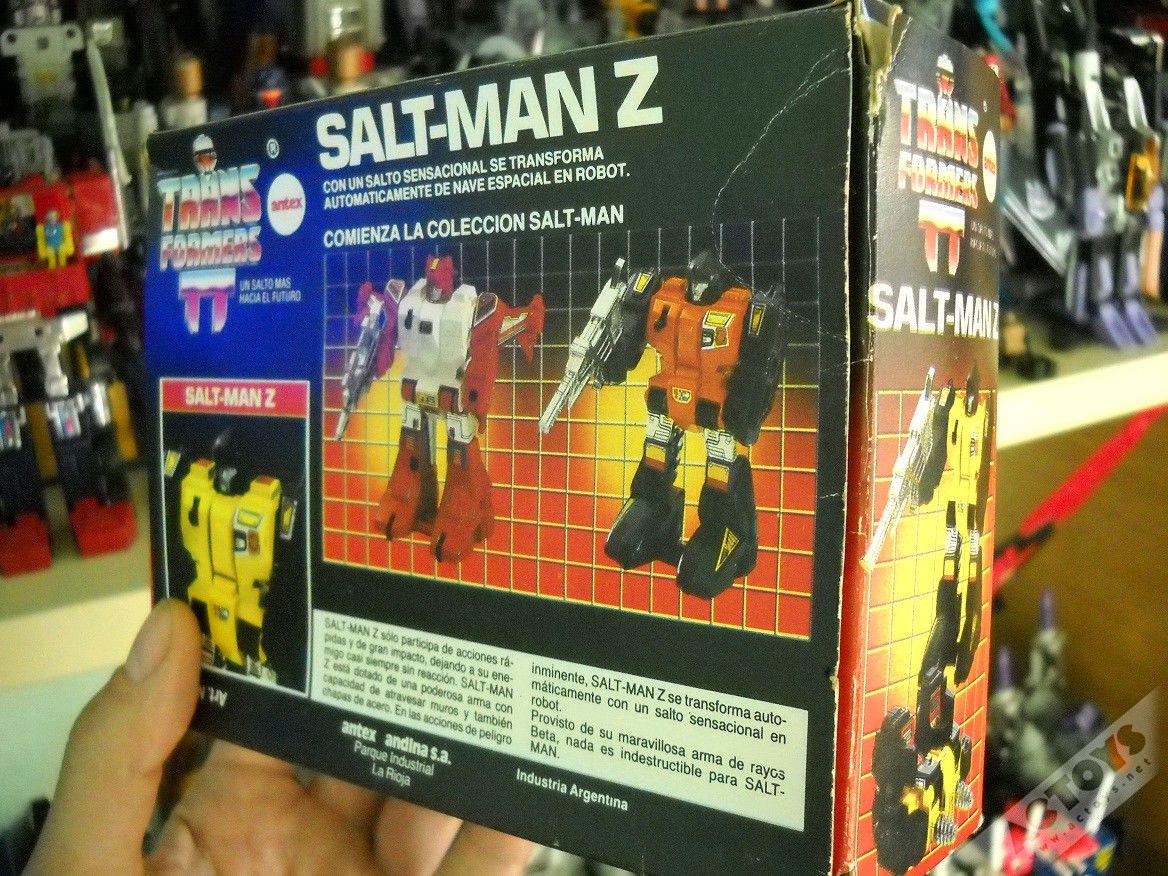 TRANS
FORMERS
®
antex
UN SALTO MAS
HACIA EL FUTURO
SALT-MAN Z
CON UN SALTO SENSACIONAL SE TRANSFORMA
AUTOMATICAMENTE DE NAVE ESPACIAL EN ROBOT.
COMIENZA LA COLECCION SALT-MAN
SALT-MAN Z
SALT-MAN Z sólo participa de acciones rá-
pidas y de gran impacto, dejando a su ene-
migo casi siempre sin reacción. SALT-MAN
Z está dotado de una poderosa arma con
capacidad de atravesar muros y también
chapas de acero. En las acciones de peligro
inminente, SALT-MAN Z se transforma auto-
máticamente con un salto sensacional en
robot.
Provisto de su maravillosa arma de rayos
Beta, nada es indestructible para SALT-
MAN.
antex andina s.a.
Parque Industrial
La Rioja
Industria Argentina
TRANS
FORMERS
®
antex
SALT-MAN Z
ACTOYS
www.actoys.net